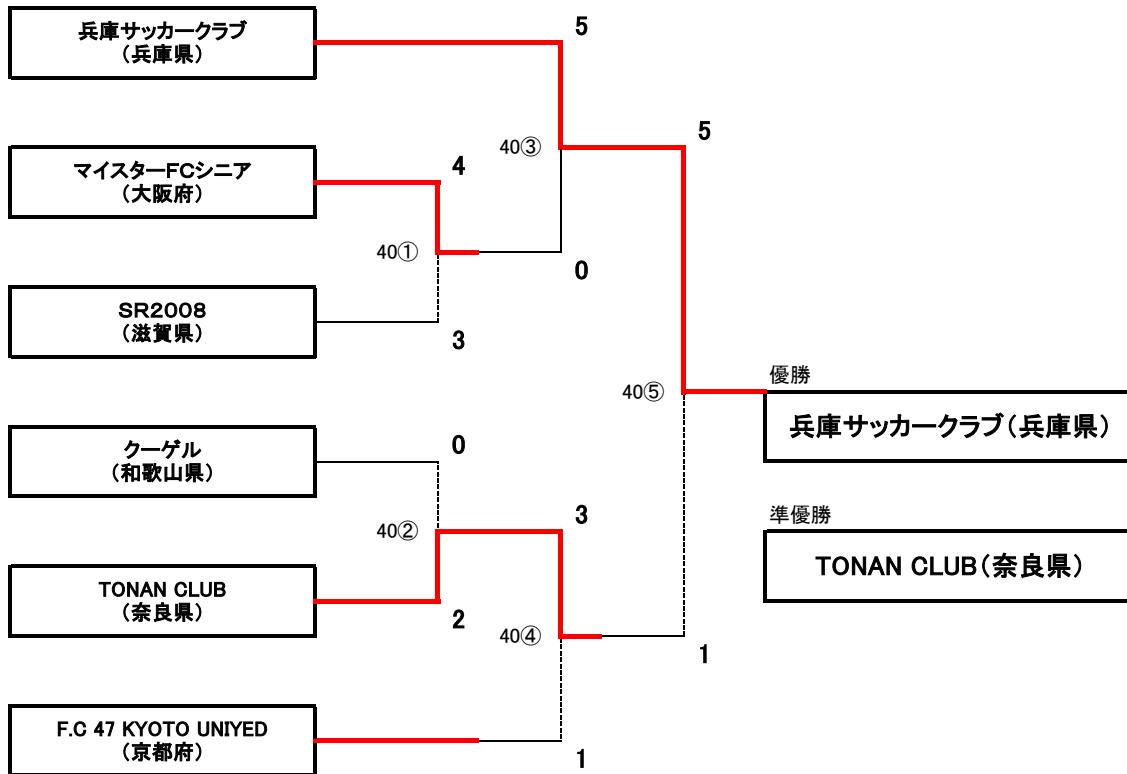 兵庫サッカークラブ
(兵庫県)
5
40③
5
マイスターFCシニア
(大阪府)
4
40①
0
SR2008
(滋賀県)
3
40⑤
優勝
兵庫サッカークラブ(兵庫県)
クーゲル
(和歌山県)
0
40②
3
準優勝
TONAN CLUB(奈良県)
TONAN CLUB
(奈良県)
2
40④
1
F.C 47 KYOTO UNIYED
(京都府)
1